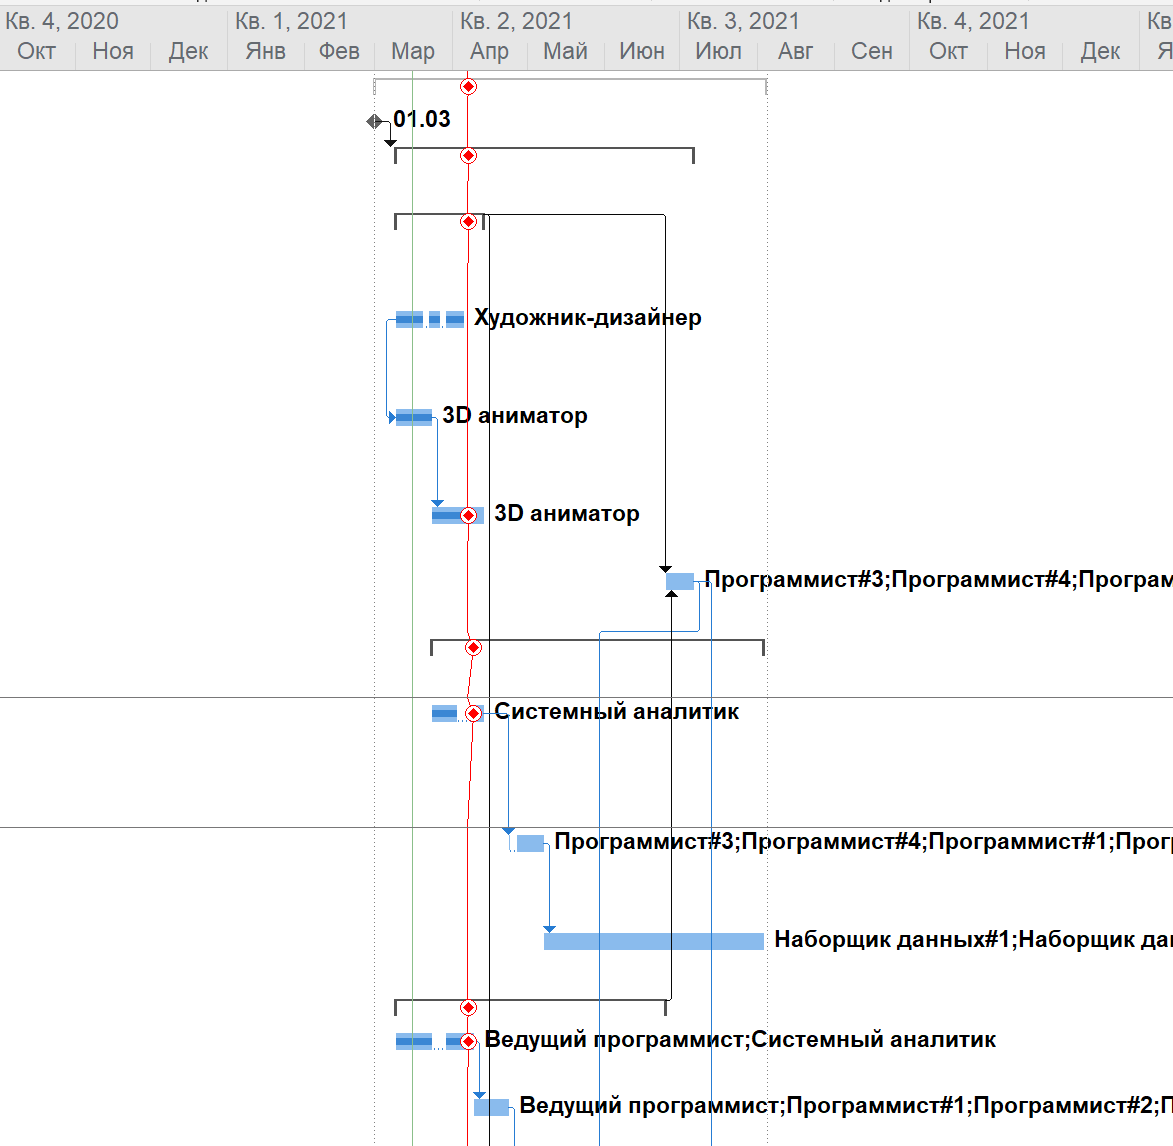 Кв. 4, 2020 Кв. 1, 2021 Кв. 2, 2021 Кв. 3, 2021 Кв. 4, 2021 Кв
Окт Ноя Дек Янв Фев Мар Апр Май Июн Июл Авг Сен Окт Ноя Дек Я
01.03
Художник-дизайнер
3D аниматор
3D аниматор
Программист#3;Программист#4;Програм
Системный аналитик
Программист#3;Программист#4;Программист#1;Прог
Наборщик данных#1;Наборщик да
Ведущий программист;Системный аналитик
Ведущий программист;Программист#1;Программист#2;П